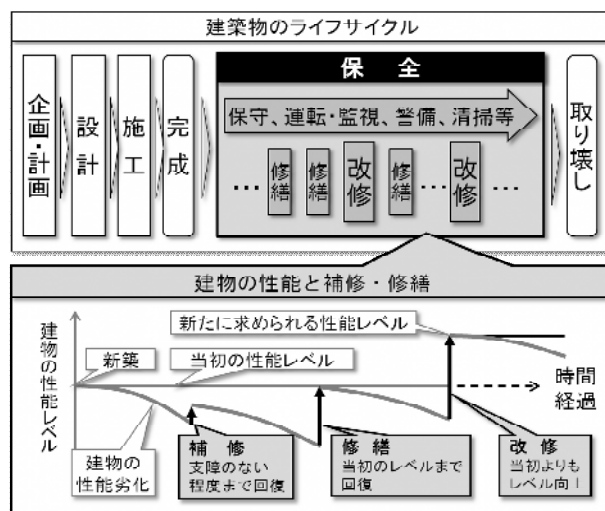 建築物のライフサイクル
企画・計画
設計
施工
完成
保 全
保守、運転・監視、警備、清掃等
… 修繕 修繕 改修 修繕 … 改修 …
取り壊し
建物の性能と補修・修繕
建物の性能レベル
新たに求められる性能レベル
新築
当初の性能レベル
時間
経過
建物の
性能劣化
補 修
支障のない
程度まで回復
修 繕
当初のレベルまで
回復
改 修
当初よりも
レベル向